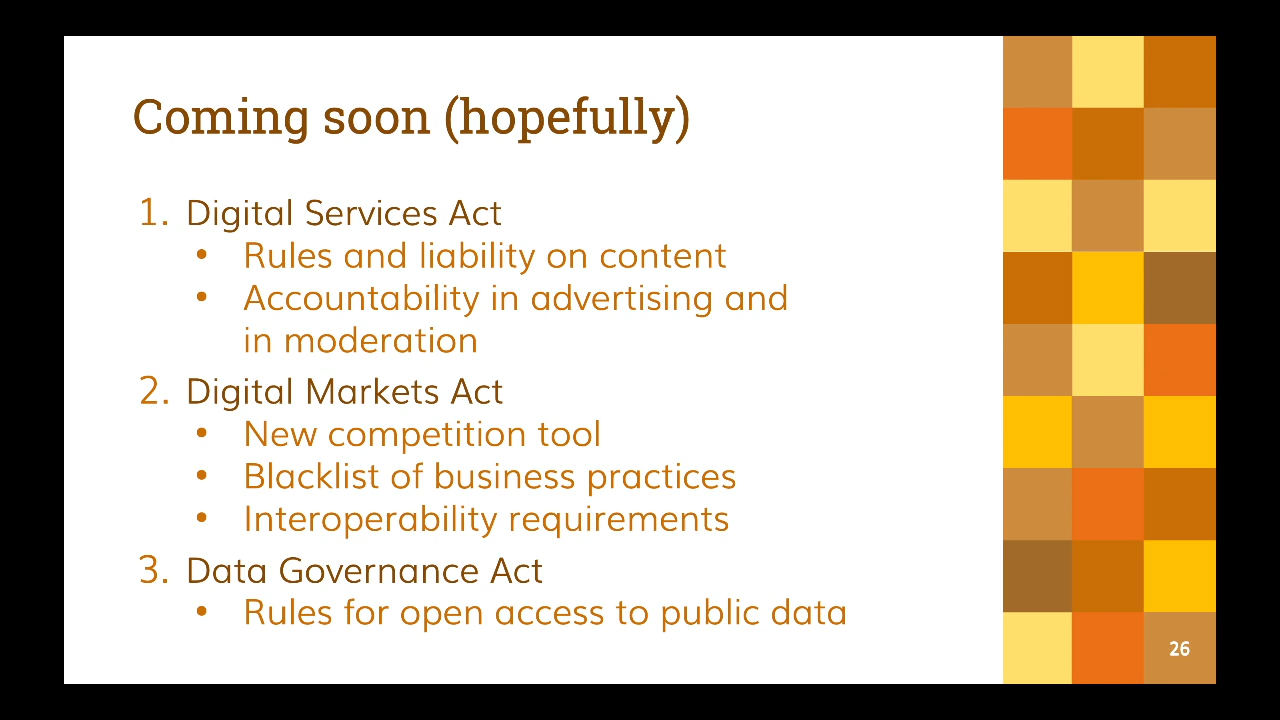 Coming soon (hopefully)
1. Digital Services Act
• Rules and liability on content
• Accountability in advertising and
in moderation
2. Digital Markets Act
• New competition tool
• Blacklist of business practices
• Interoperability requirements
3. Data Governance Act
• Rules for open access to public data
26